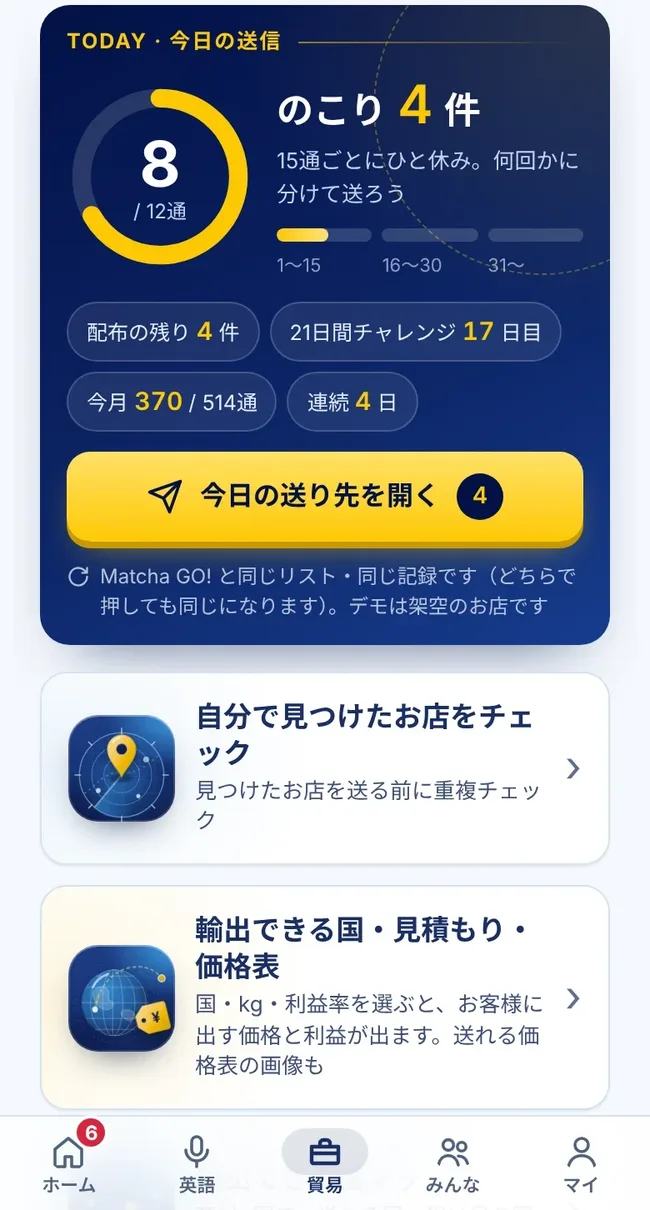 TODAY · 今日の送信
8
/ 12通
のこり 4 件
15通ごとにひと休み。何回かに
分けて送ろう
1〜15
16〜30
31〜
配布の残り 4 件
21日間チャレンジ 17 日目
今月 370 / 514通
連続 4 日
今日の送り先を開く 4
Matcha GO! と同じリスト・同じ記録です（どちらで
押しても同じになります）。デモは架空のお店です
自分で見つけたお店をチェ
ック
見つけたお店を送る前に重複チェッ
ク
輸出できる国・見積もり・
価格表
国・kg・利益率を選ぶと、お客様に
出す価格と利益が出ます。送れる価
格表の画像も
¥
6
ホーム
英語
貿易
みんな
マイ